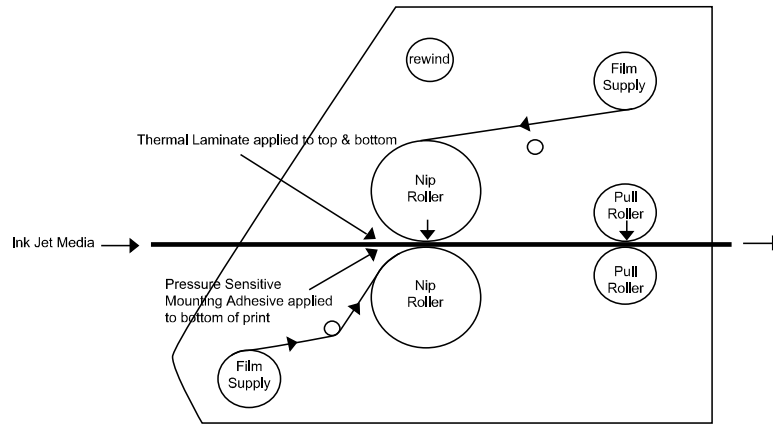 rewind
Film
Supply
Thermal Laminate applied to top & bottom
Nip
Roller
Pull
Roller
Ink Jet Media
Pressure Sensitive
Mounting Adhesive applied
to bottom of print
Nip
Roller
Pull
Roller
Film
Supply